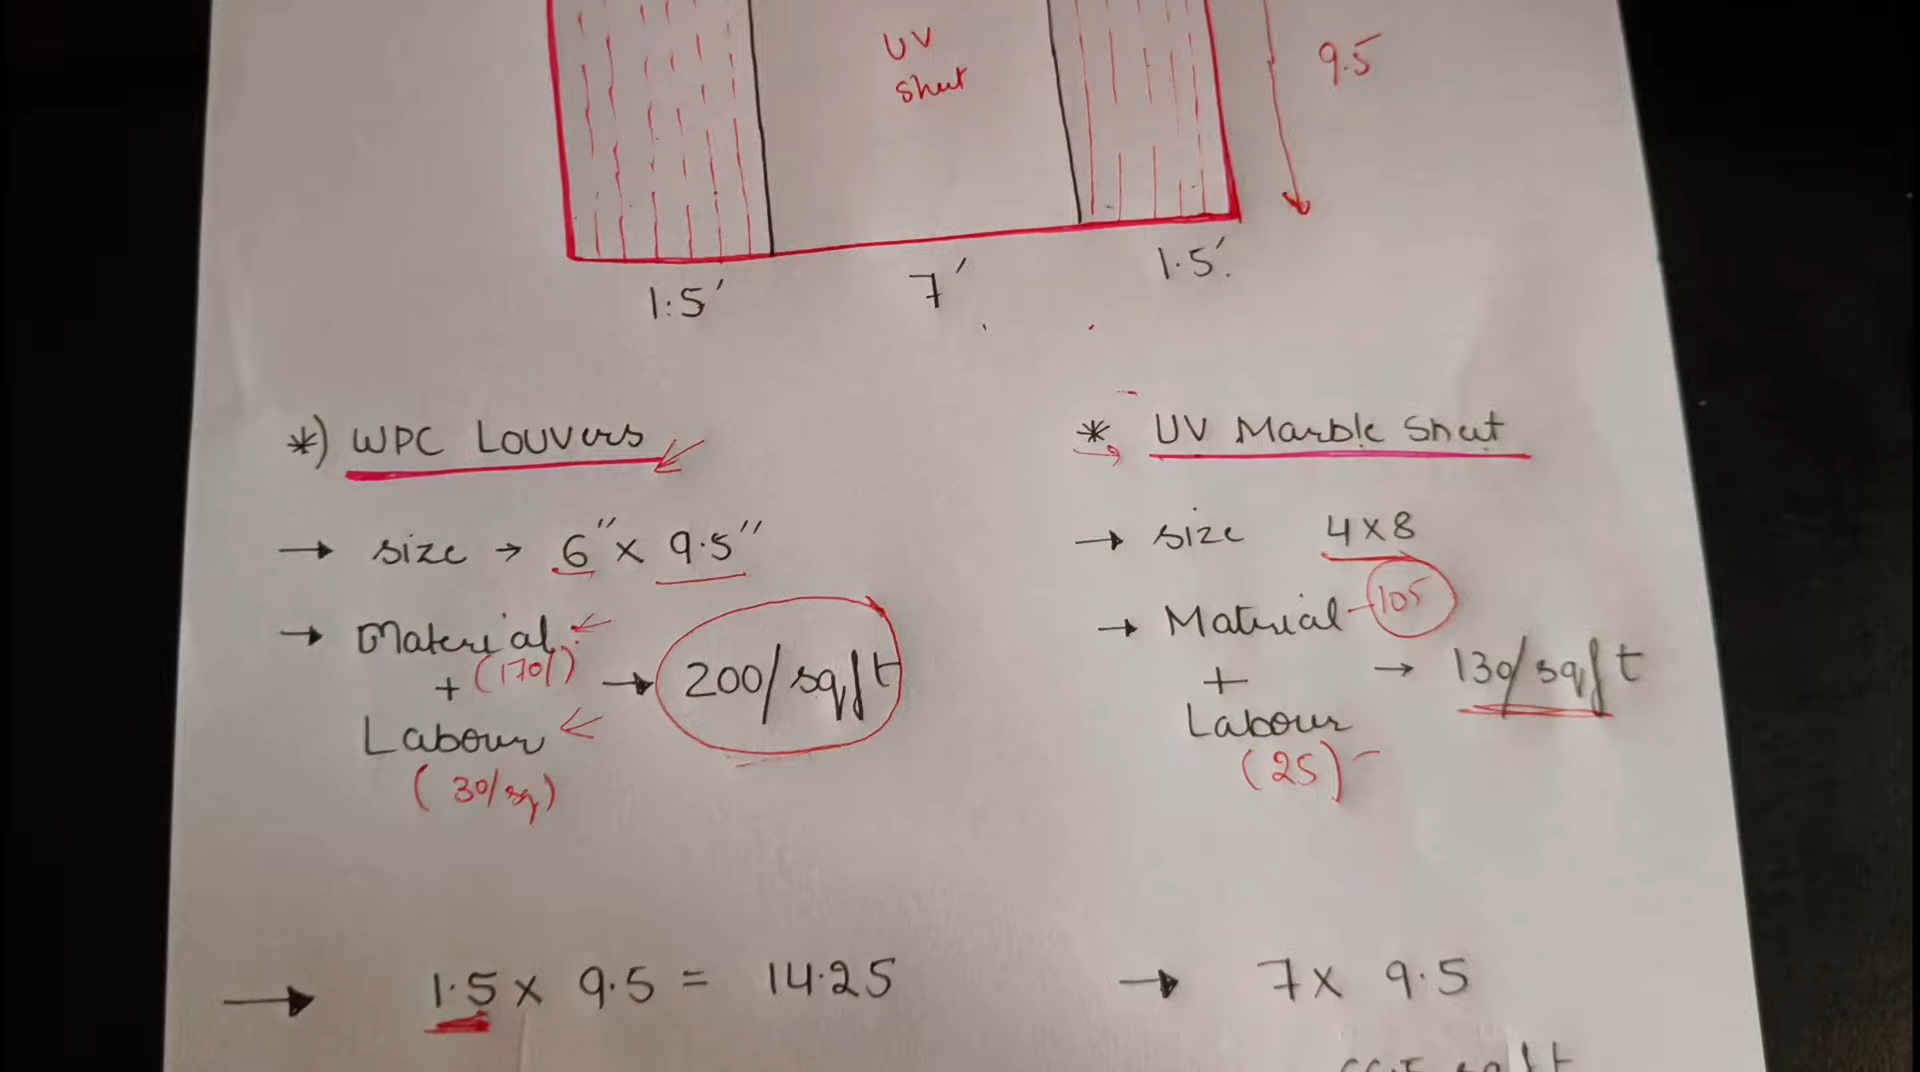 UV
Sheet
9.5
1.5' 7' 1.5'
*) WPC Louvers
→ size → 6" x 9.5"
→ Material
(170/)
+
Labour
(30/sq)
→ 200/sqft
* UV Marble Sheet
→ size 4x8
→ Material - 105
+
Labour
(25)
→ 130/sqft
→ 1.5 x 9.5 = 14.25
→ 7 x 9.5